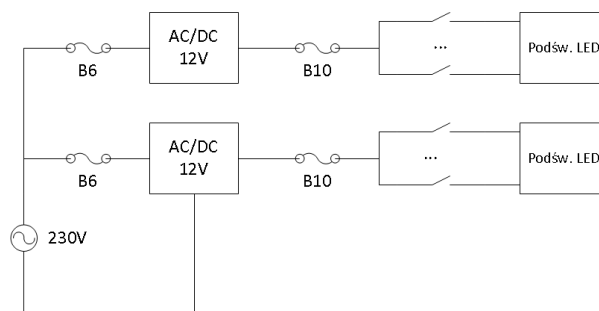 AC/DC
12V
B6
B10
...
Podśw. LED
AC/DC
12V
B6
B10
...
Podśw. LED
230V